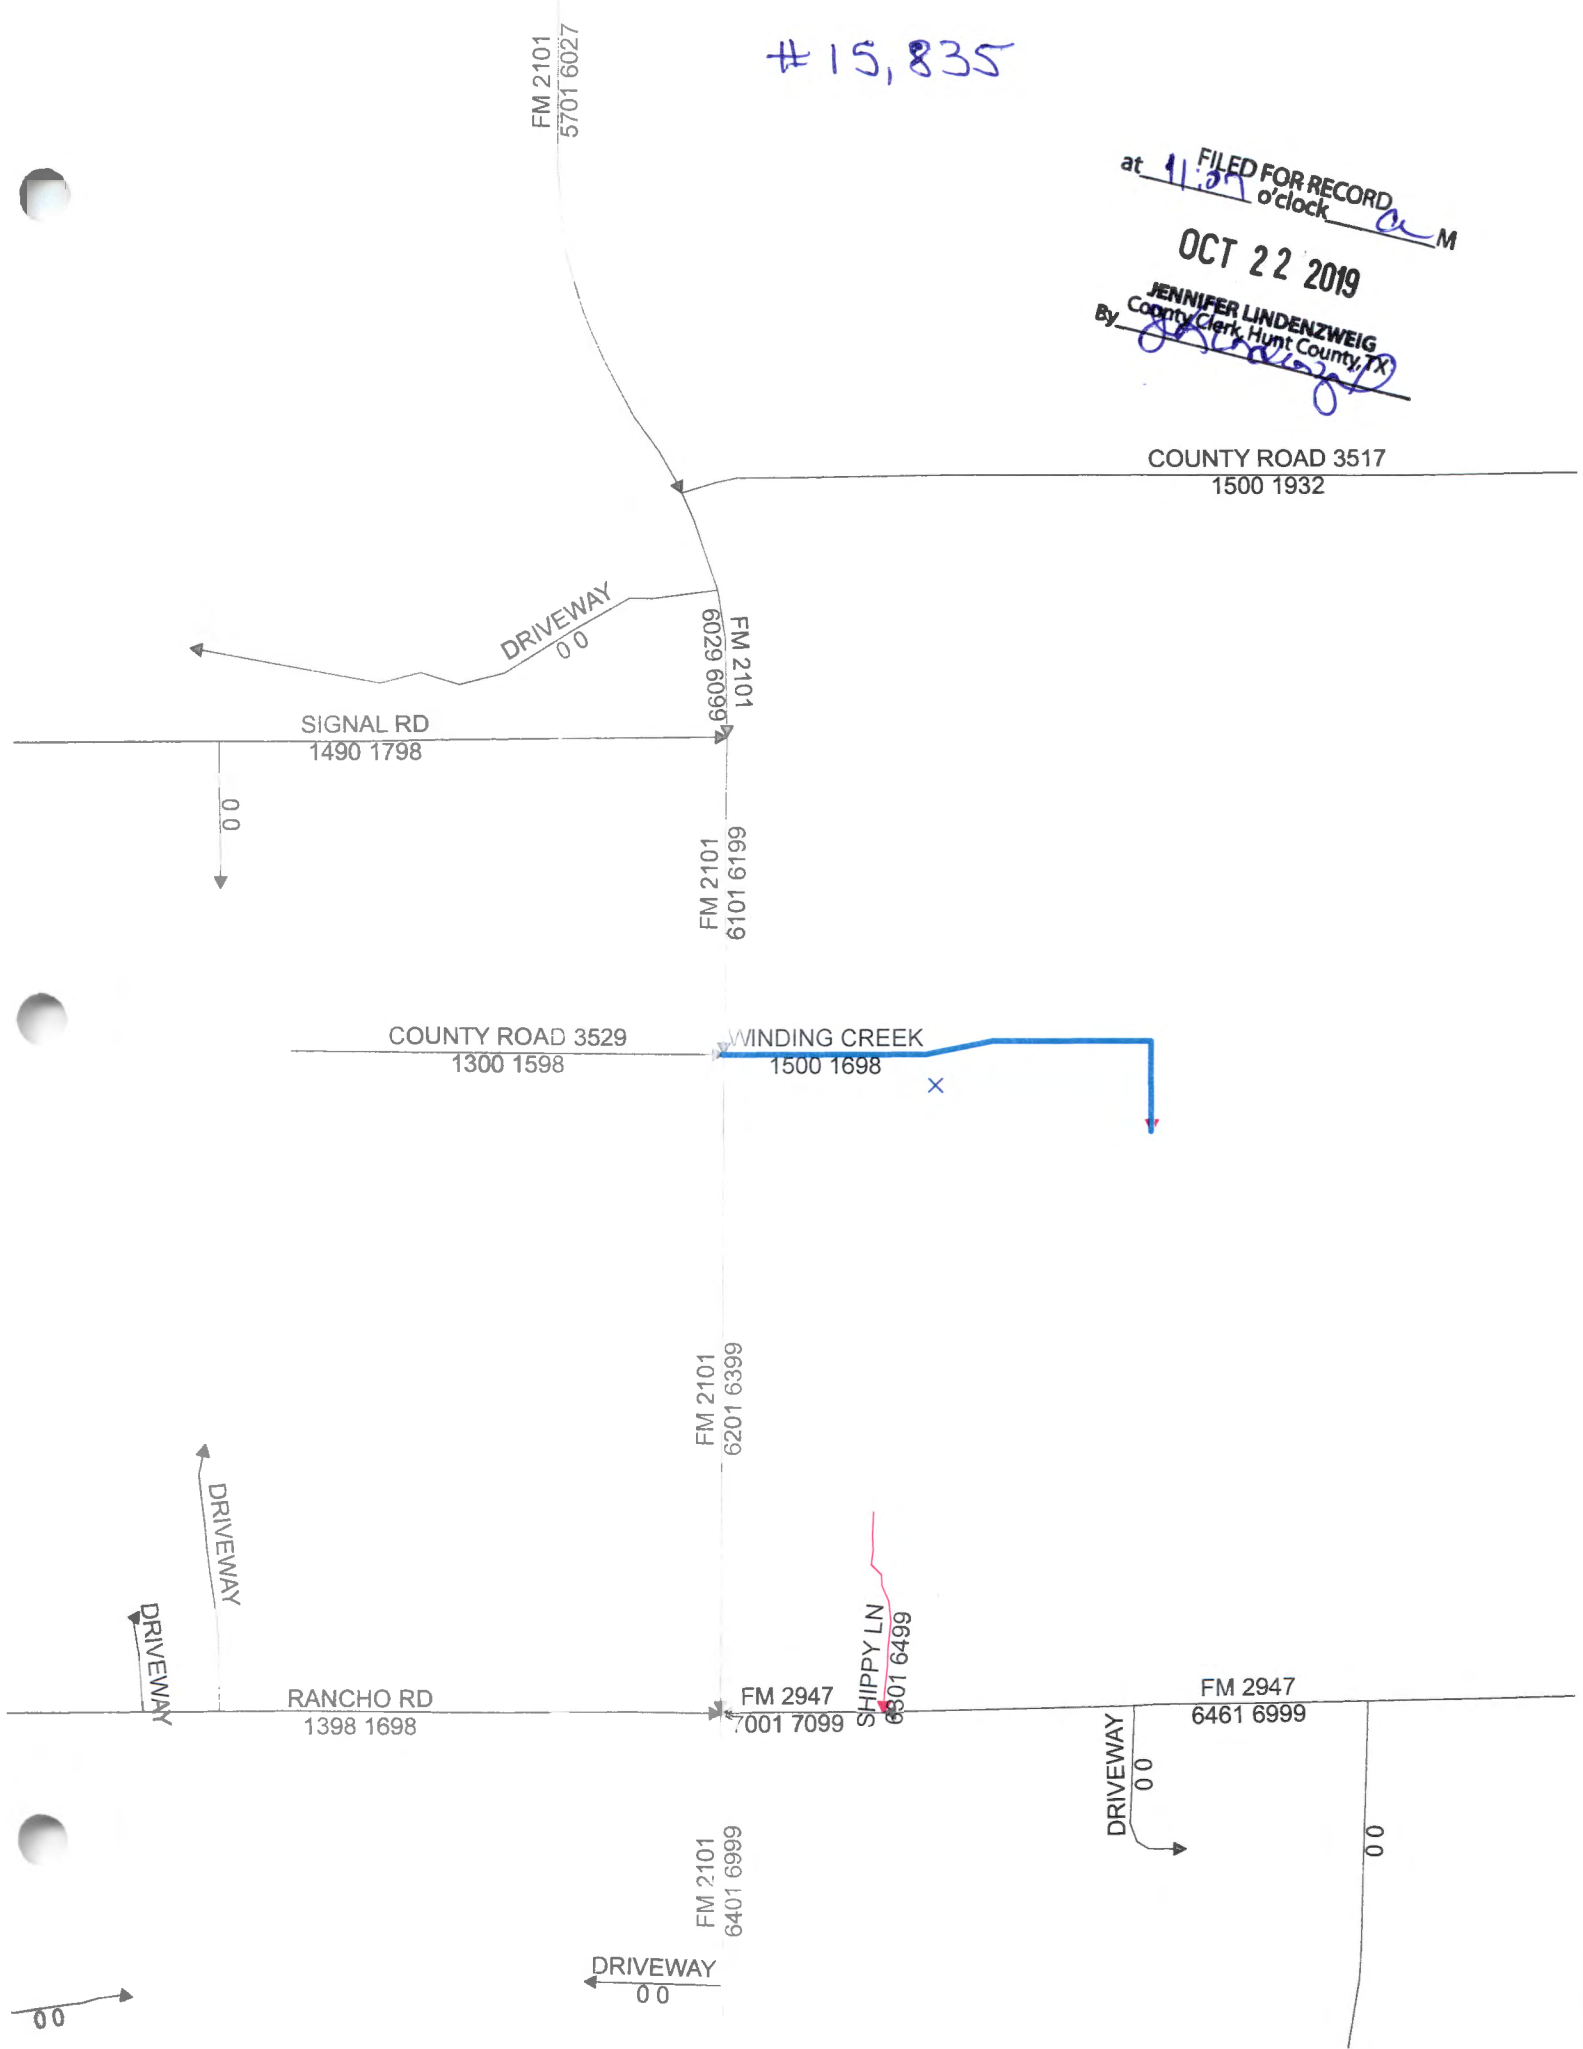 # 15,835
FM 2101
5701 6027
FILED FOR RECORD
at 11:07 o'clock a M
OCT 22 2019
JENNIFER LINDENZWEIG
County Clerk, Hunt County, TX
By
COUNTY ROAD 3517
1500 1932
DRIVEWAY
0 0
FM 2101
6029 6099
SIGNAL RD
1490 1798
0 0
FM 2101
6101 6199
COUNTY ROAD 3529
1300 1598
WINDING CREEK
1500 1698
FM 2101
6201 6399
DRIVEWAY
DRIVEWAY
SHIPPY LN
6301 6499
RANCHO RD
1398 1698
FM 2947
7001 7099
FM 2947
6461 6999
DRIVEWAY
0 0
0 0
FM 2101
6401 6999
DRIVEWAY
0 0
0 0